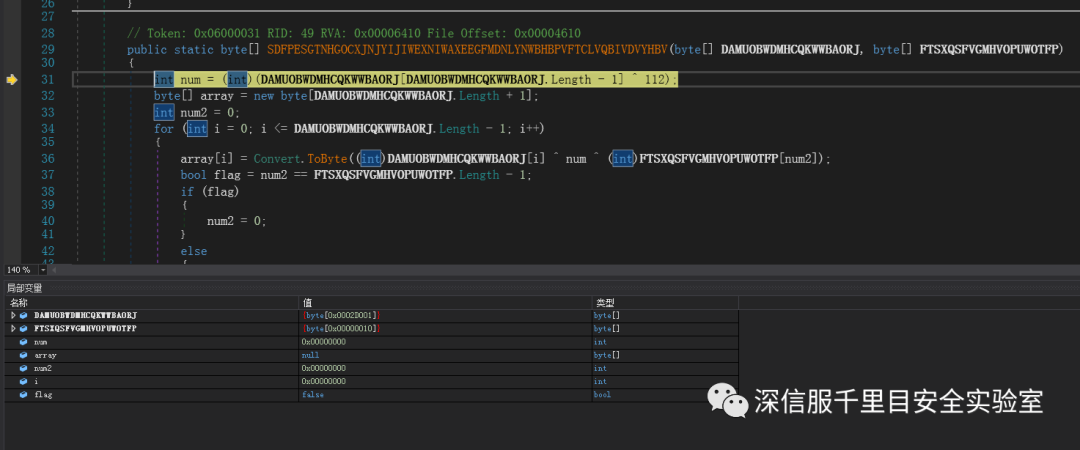 26 }
27
28 // Token: 0x06000031 RID: 49 RVA: 0x00006410 File Offset: 0x00004610
29 public static byte[] SDFPESGTNHGOCXJNJYIJIWEXNIWAXEEGFMDNLYNWBHBPVFTCLVQBIVDVYHBV(byte[] DAMUOBWDMHCQKWWBAORJ, byte[] FTSXQSFVGMHVOPUWOTFP)
30 {
31 int num = (int)(DAMUOBWDMHCQKWWBAORJ[DAMUOBWDMHCQKWWBAORJ.Length - 1] ^ 112);
32 byte[] array = new byte[DAMUOBWDMHCQKWWBAORJ.Length + 1];
33 int num2 = 0;
34 for (int i = 0; i <= DAMUOBWDMHCQKWWBAORJ.Length - 1; i++)
35 {
36 array[i] = Convert.ToByte((int)DAMUOBWDMHCQKWWBAORJ[i] ^ num ^ (int)FTSXQSFVGMHVOPUWOTFP[num2]);
37 bool flag = num2 == FTSXQSFVGMHVOPUWOTFP.Length - 1;
38 if (flag)
39 {
40 num2 = 0;
41 }
42 else
43 {
140 %
局部变量
名称 值 类型
DAMUOBWDMHCQKWWBAORJ [byte[0x0002D001]] byte[]
FTSXQSFVGMHVOPUWOTFP [byte[0x00000010]] byte[]
num 0x00000000 int
array null byte[]
num2 0x00000000 int
i 0x00000000 int
flag false bool
深信服千里目安全实验室